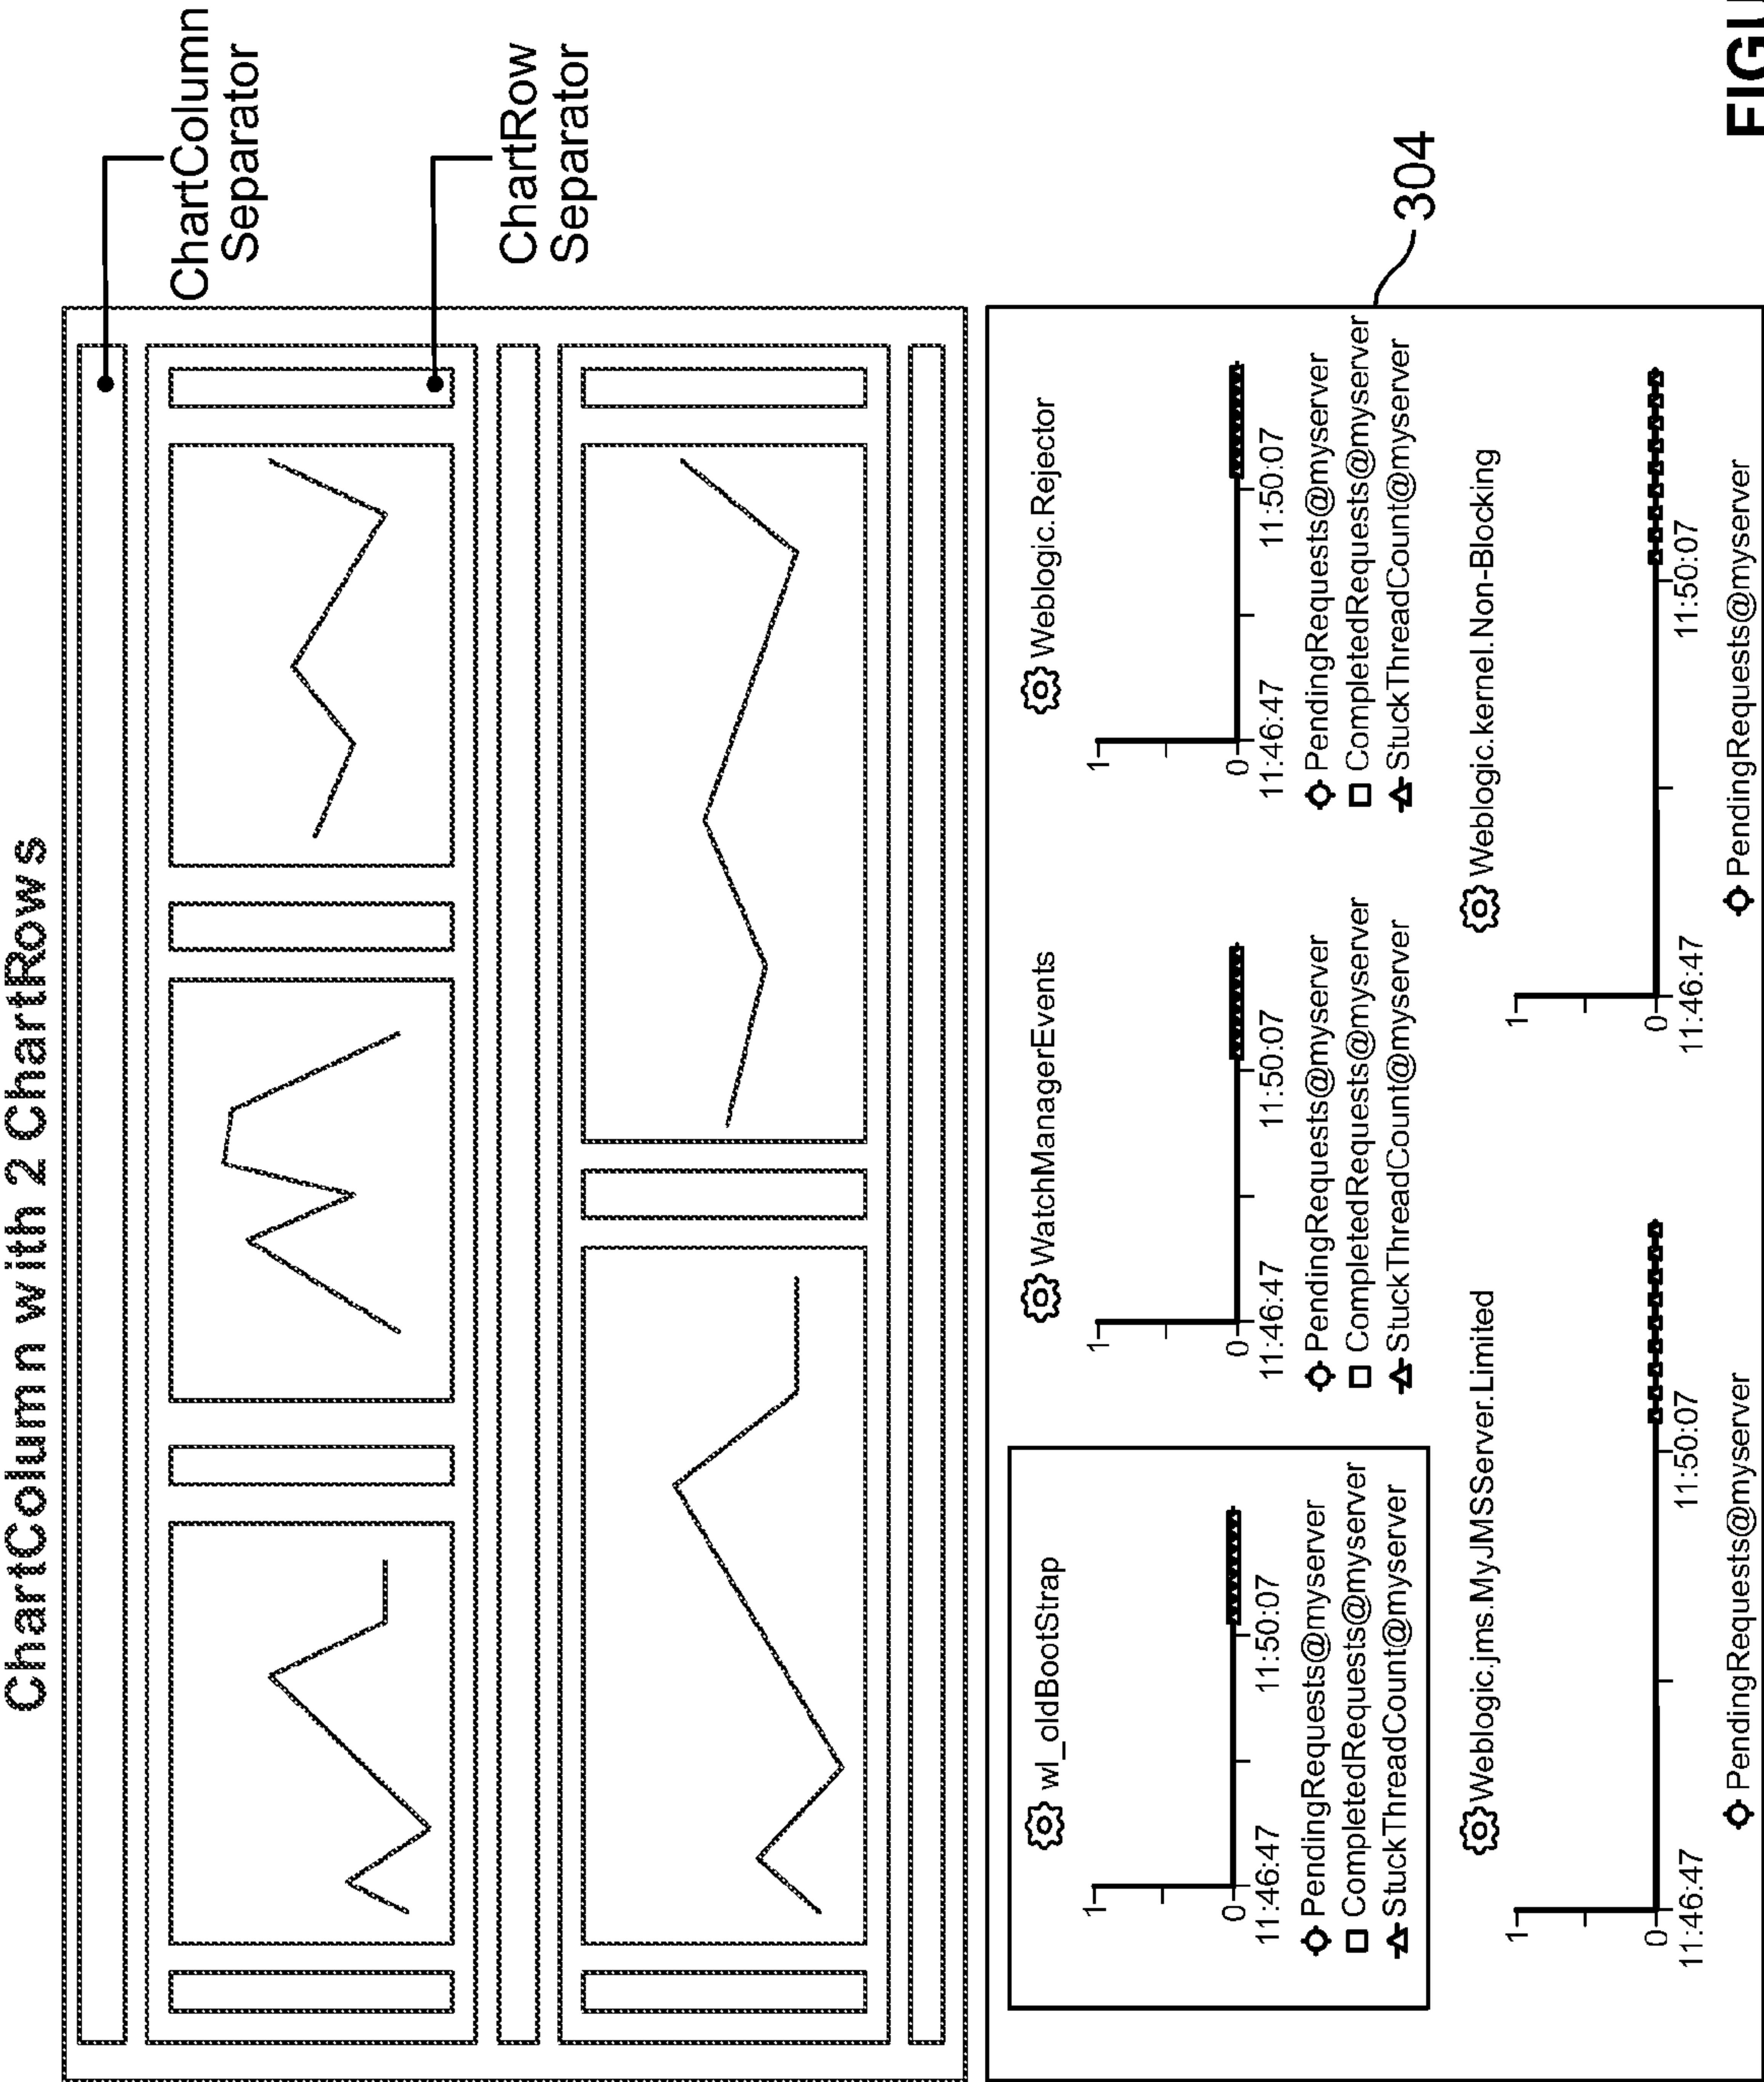 ChartColumn with 2 ChartRows
ChartColumn
Separator
ChartRow
Separator
304
wl_oldBootStrap
1
0
11:46:47
11:50:07
PendingRequests@myserver
CompletedRequests@myserver
StuckThreadCount@myserver
WatchManagerEvents
1
0
11:46:47
11:50:07
PendingRequests@myserver
CompletedRequests@myserver
StuckThreadCount@myserver
Weblogic.Rejector
1
0
11:46:47
11:50:07
PendingRequests@myserver
CompletedRequests@myserver
StuckThreadCount@myserver
Weblogic.jms.MyJMSServer.Limited
1
0
11:46:47
11:50:07
PendingRequests@myserver
Weblogic.kernel.Non-Blocking
1
0
11:46:47
11:50:07
PendingRequests@myserver